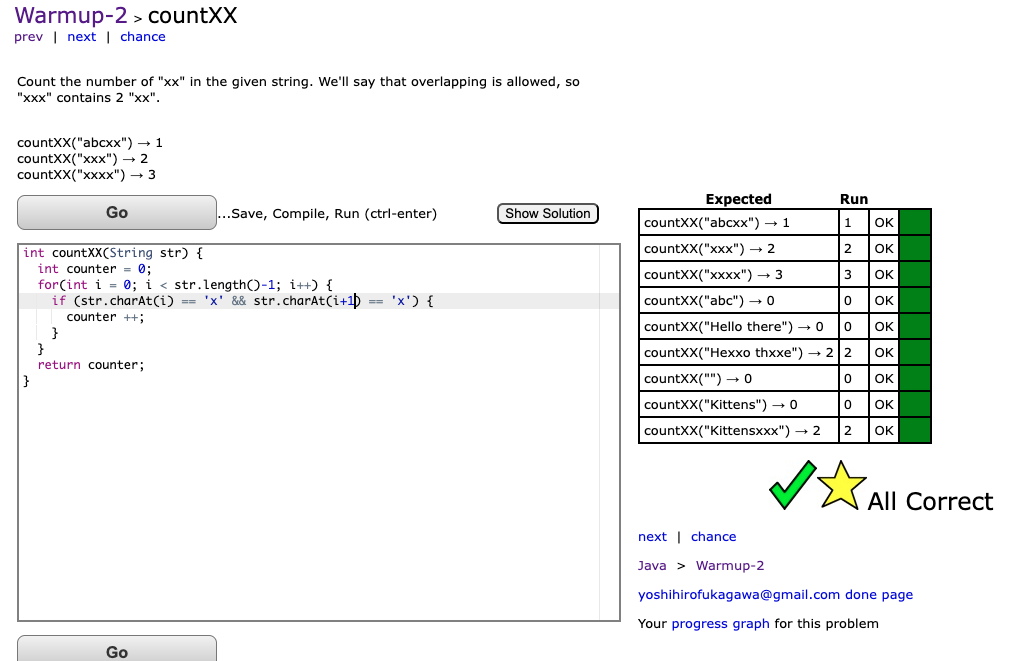 Warmup-2 > countXX
prev | next | chance
Count the number of "xx" in the given string. We'll say that overlapping is allowed, so
"xxx" contains 2 "xx".
countXX("abcxx") → 1
countXX("xxx") → 2
countXX("xxxx") → 3
Go
...Save, Compile, Run (ctrl-enter)
Show Solution
int countXX(String str) {
  int counter = 0;
  for(int i = 0; i < str.length()-1; i++) {
    if (str.charAt(i) == 'x' && str.charAt(i+1) == 'x') {
      counter ++;
    }
  }
  return counter;
}
Go
Expected Run
countXX("abcxx") → 1 1 OK
countXX("xxx") → 2 2 OK
countXX("xxxx") → 3 3 OK
countXX("abc") → 0 0 OK
countXX("Hello there") → 0 0 OK
countXX("Hexxo thxxe") → 2 2 OK
countXX("") → 0 0 OK
countXX("Kittens") → 0 0 OK
countXX("Kittensxxx") → 2 2 OK
All Correct
next | chance
Java > Warmup-2
yoshihirofukagawa@gmail.com done page
Your progress graph for this problem